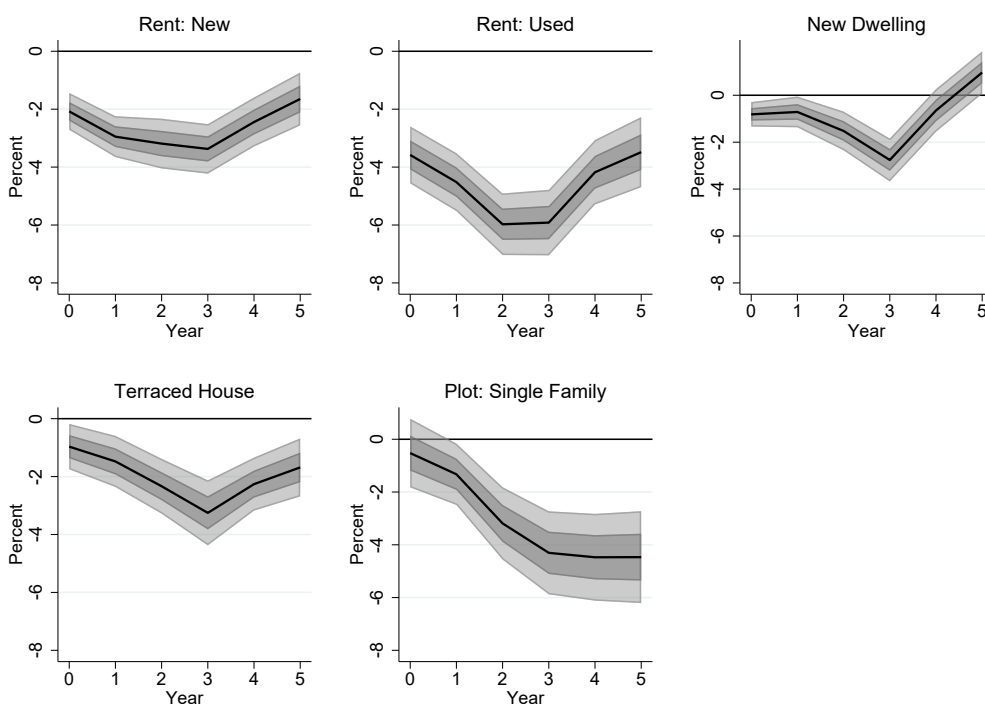 Rent: New
0
-2
-4
-6
-8
Percent
0 1 2 3 4 5
Year
Rent: Used
0
-2
-4
-6
-8
Percent
0 1 2 3 4 5
Year
New Dwelling
0
-2
-4
-6
-8
Percent
0 1 2 3 4 5
Year
Terraced House
0
-2
-4
-6
-8
Percent
0 1 2 3 4 5
Year
Plot: Single Family
0
-2
-4
-6
-8
Percent
0 1 2 3 4 5
Year